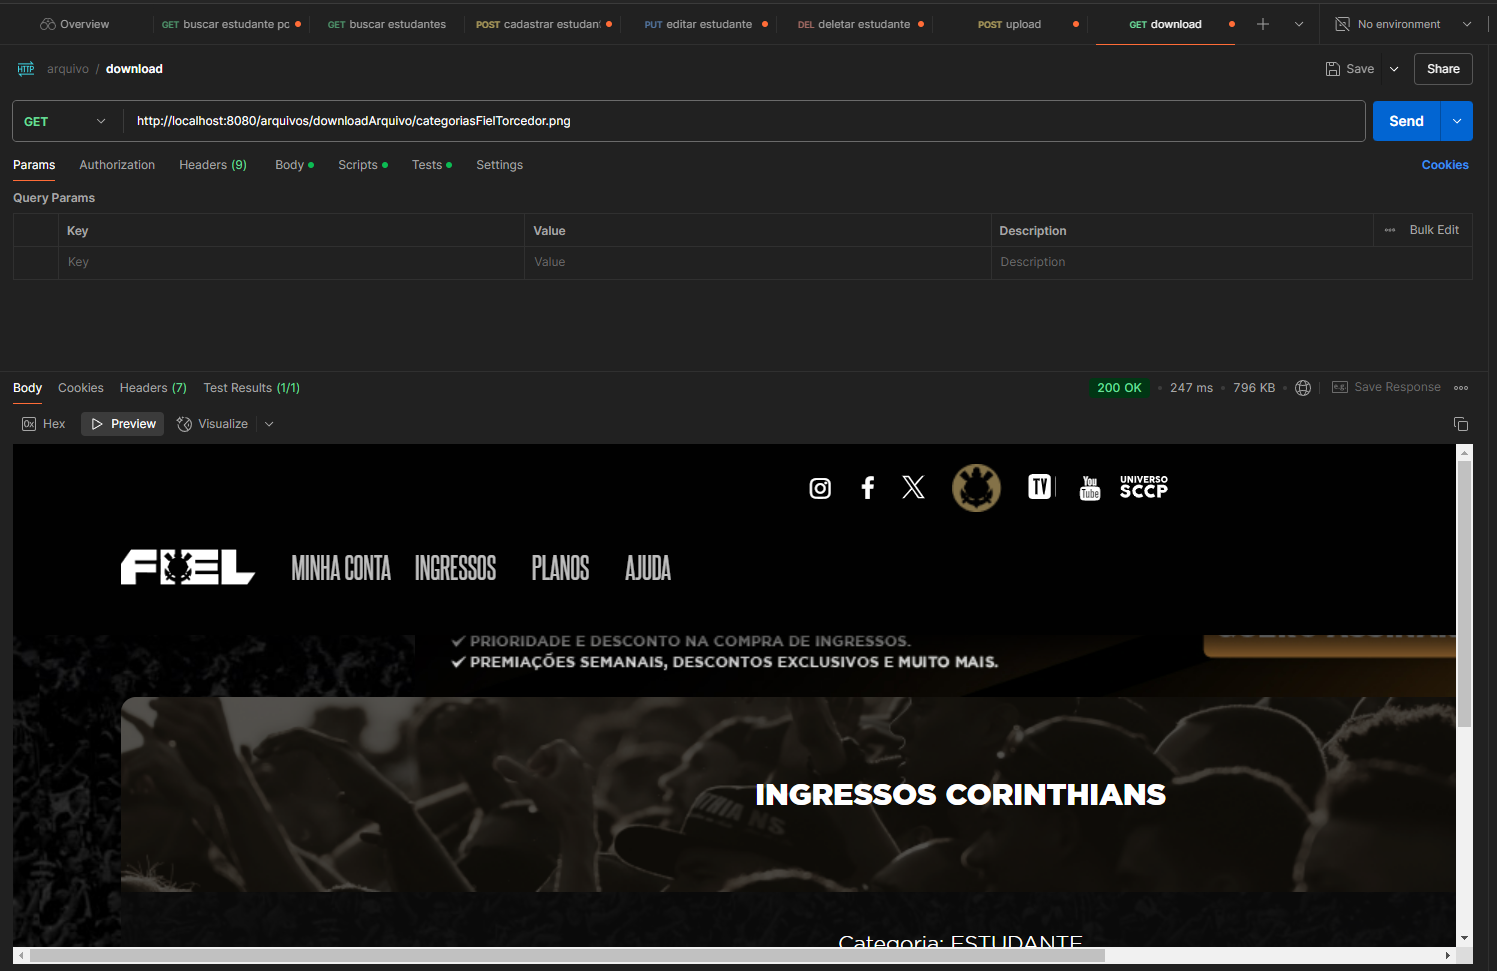 Overview GET buscar estudante po GET buscar estudantes POST cadastrar estudant PUT editar estudante DEL deletar estudante POST upload GET download No environment
HTTP arquivo / download Save Share
GET http://localhost:8080/arquivos/downloadArquivo/categoriasFielTorcedor.png Send
Params Authorization Headers (9) Body Scripts Tests Settings Cookies
Query Params
Key Value Description Bulk Edit
Key Value Description
Body Cookies Headers (7) Test Results (1/1) 200 OK 247 ms 796 KB e.g. Save Response
0x Hex Preview Visualize
TV You Tube UNIVERSO SCCP
FIEL MINHA CONTA INGRESSOS PLANOS AJUDA
✓ PRIORIDADE E DESCONTO NA COMPRA DE INGRESSOS.
✓ PREMIAÇÕES SEMANAIS, DESCONTOS EXCLUSIVOS E MUITO MAIS.
INGRESSOS CORINTHIANS
Categoria: ESTUDANTE